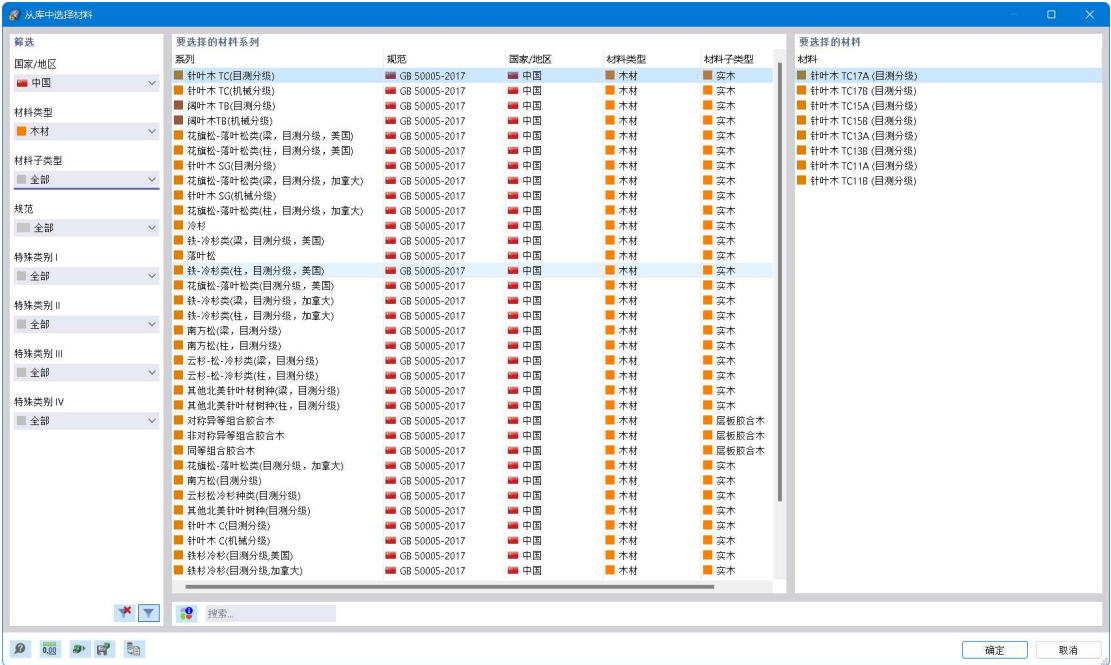 从库中选择材料
筛选
国家/地区
中国
材料类型
木材
材料子类型
全部
规范
全部
特殊类别 I
全部
特殊类别 II
全部
特殊类别 III
全部
特殊类别 IV
全部
要选择的材料系列
系列 规范 国家/地区 材料类型 材料子类型
针叶木 TC(目测分级) GB 50005-2017 中国 木材 实木
针叶木 TC(机械分级) GB 50005-2017 中国 木材 实木
阔叶木 TB(目测分级) GB 50005-2017 中国 木材 实木
阔叶木TB(机械分级) GB 50005-2017 中国 木材 实木
花旗松-落叶松类(梁，目测分级，美国) GB 50005-2017 中国 木材 实木
花旗松-落叶松类(柱，目测分级，美国) GB 50005-2017 中国 木材 实木
针叶木 SG(目测分级) GB 50005-2017 中国 木材 实木
花旗松-落叶松类(梁，目测分级，加拿大) GB 50005-2017 中国 木材 实木
针叶木 SG(机械分级) GB 50005-2017 中国 木材 实木
花旗松-落叶松类(柱，目测分级，加拿大) GB 50005-2017 中国 木材 实木
冷杉 GB 50005-2017 中国 木材 实木
铁-冷杉类(梁，目测分级，美国) GB 50005-2017 中国 木材 实木
落叶松 GB 50005-2017 中国 木材 实木
铁-冷杉类(柱，目测分级，美国) GB 50005-2017 中国 木材 实木
花旗松-落叶松类(目测分级，美国) GB 50005-2017 中国 木材 实木
铁-冷杉类(梁，目测分级，加拿大) GB 50005-2017 中国 木材 实木
铁-冷杉类(柱，目测分级，加拿大) GB 50005-2017 中国 木材 实木
南方松(梁，目测分级) GB 50005-2017 中国 木材 实木
南方松(柱，目测分级) GB 50005-2017 中国 木材 实木
云杉-松-冷杉类(梁，目测分级) GB 50005-2017 中国 木材 实木
云杉-松-冷杉类(柱，目测分级) GB 50005-2017 中国 木材 实木
其他北美针叶材树种(梁，目测分级) GB 50005-2017 中国 木材 实木
其他北美针叶材树种(柱，目测分级) GB 50005-2017 中国 木材 实木
对称异等组合胶合木 GB 50005-2017 中国 木材 层板胶合木
非对称异等组合胶合木 GB 50005-2017 中国 木材 层板胶合木
同等组合胶合木 GB 50005-2017 中国 木材 层板胶合木
花旗松-落叶松类(目测分级，加拿大) GB 50005-2017 中国 木材 实木
南方松(目测分级) GB 50005-2017 中国 木材 实木
云杉松冷杉种类(目测分级) GB 50005-2017 中国 木材 实木
其他北美针叶树种(目测分级) GB 50005-2017 中国 木材 实木
针叶木 C(目测分级) GB 50005-2017 中国 木材 实木
针叶木 C(机械分级) GB 50005-2017 中国 木材 实木
铁杉冷杉(目测分级,美国) GB 50005-2017 中国 木材 实木
铁杉冷杉(目测分级,加拿大) GB 50005-2017 中国 木材 实木
搜索...
要选择的材料
材料
针叶木 TC17A (目测分级)
针叶木 TC17B (目测分级)
针叶木 TC15A (目测分级)
针叶木 TC15B (目测分级)
针叶木 TC13A (目测分级)
针叶木 TC13B (目测分级)
针叶木 TC11A (目测分级)
针叶木 TC11B (目测分级)
0,00
确定 取消